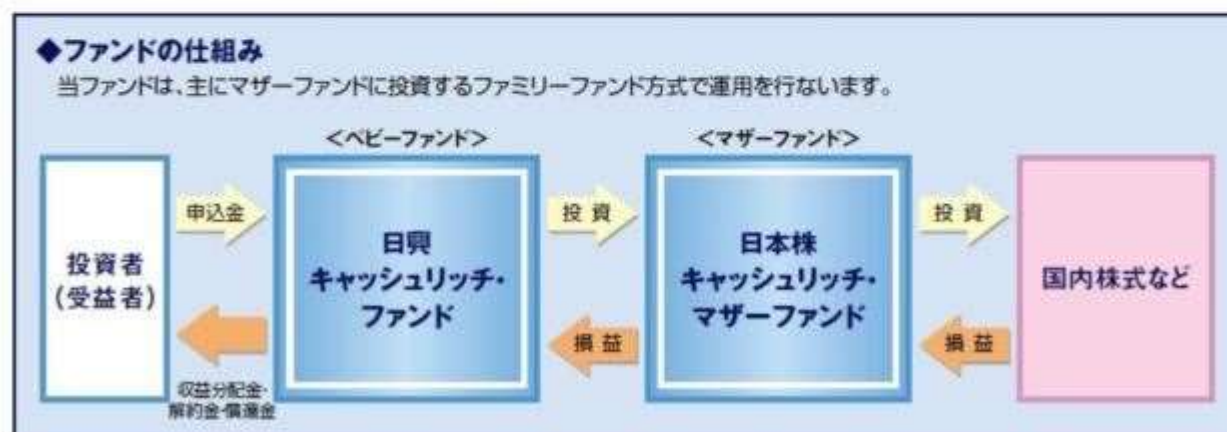 ◆ファンドの仕組み
当ファンドは、主にマザーファンドに投資するファミリーファンド方式で運用を行ないます。
<ベビーファンド>
<マザーファンド>
投資者
(受益者)
申込金
収益分配金・
解約金・償還金
日興
キャッシュリッチ・
ファンド
投資
損益
日本株
キャッシュリッチ・
マザーファンド
投資
損益
国内株式など